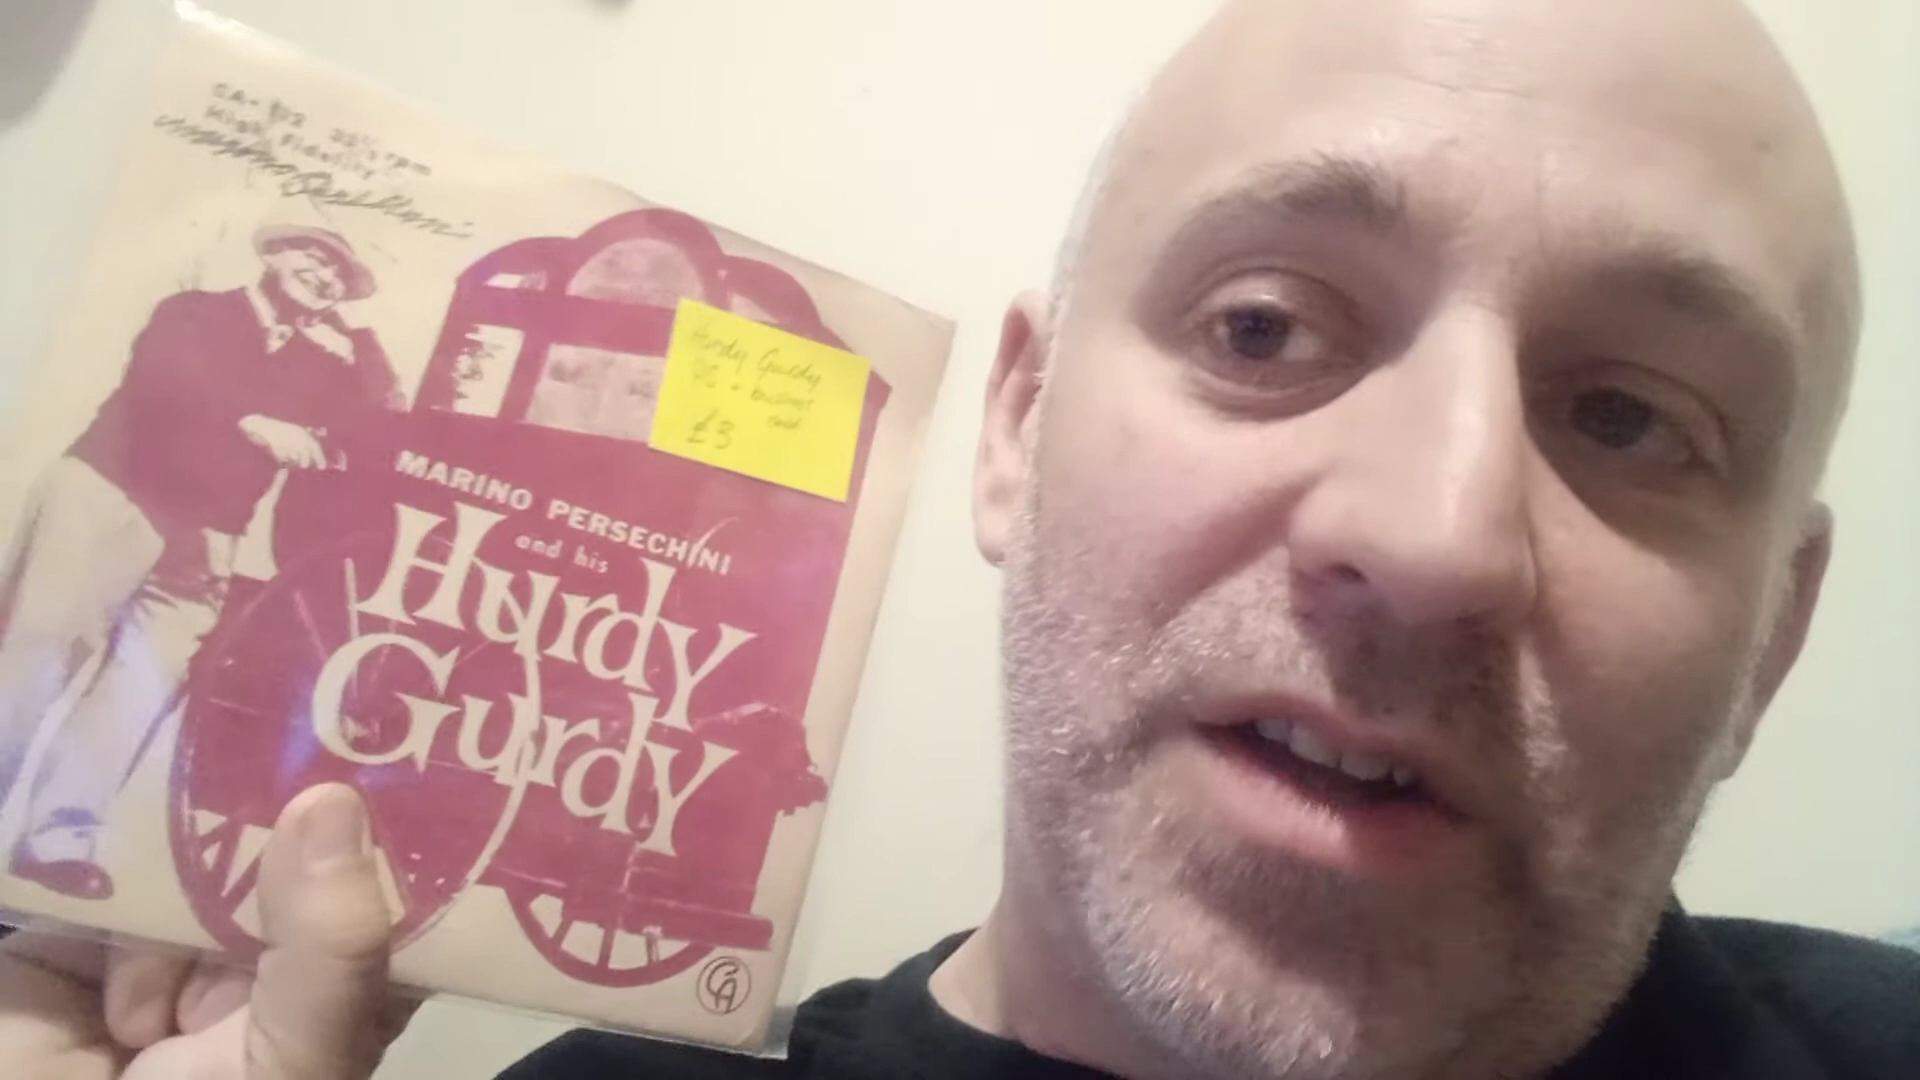 33⅓ rpm
High Fidelity
MARINO PERSECHINI
and his
Hurdy
Gurdy
Hurdy Gurdy
PS + business
card
£3
CA